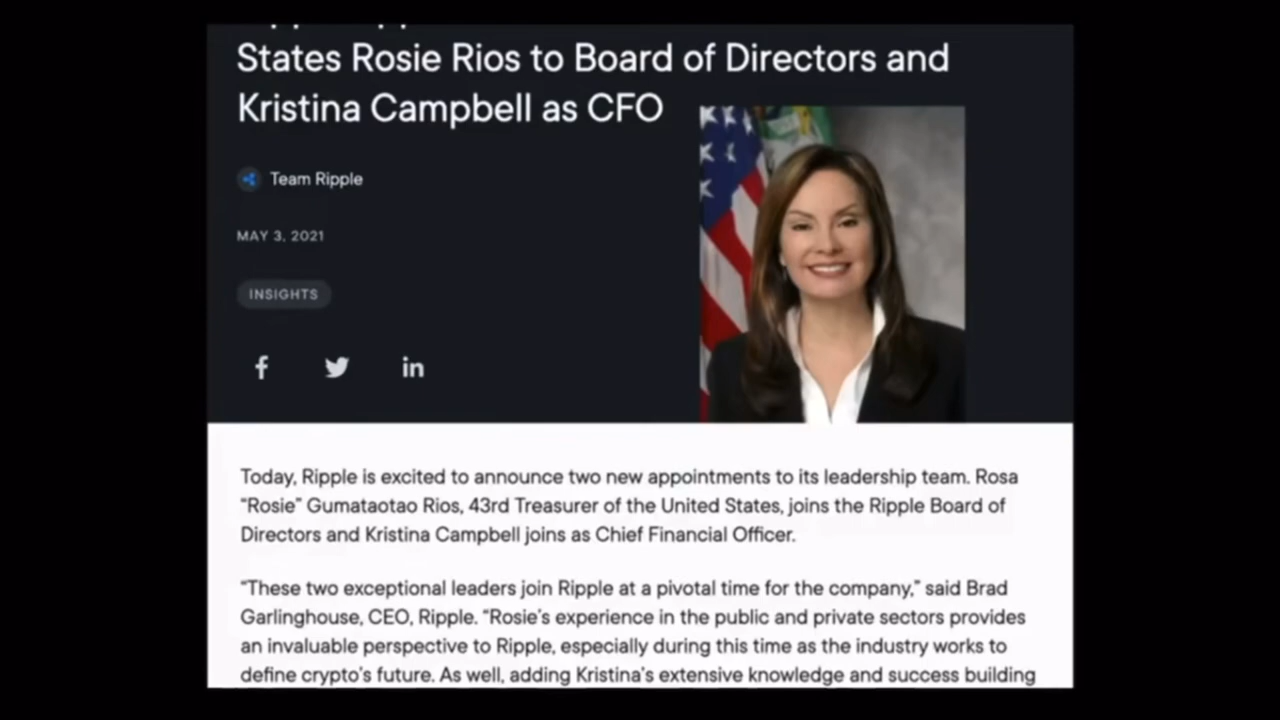 States Rosie Rios to Board of Directors and
Kristina Campbell as CFO
Team Ripple
MAY 3, 2021
INSIGHTS
Today, Ripple is excited to announce two new appointments to its leadership team. Rosa
“Rosie” Gumataotao Rios, 43rd Treasurer of the United States, joins the Ripple Board of
Directors and Kristina Campbell joins as Chief Financial Officer.
“These two exceptional leaders join Ripple at a pivotal time for the company,” said Brad
Garlinghouse, CEO, Ripple. “Rosie’s experience in the public and private sectors provides
an invaluable perspective to Ripple, especially during this time as the industry works to
define crypto’s future. As well, adding Kristina’s extensive knowledge and success building